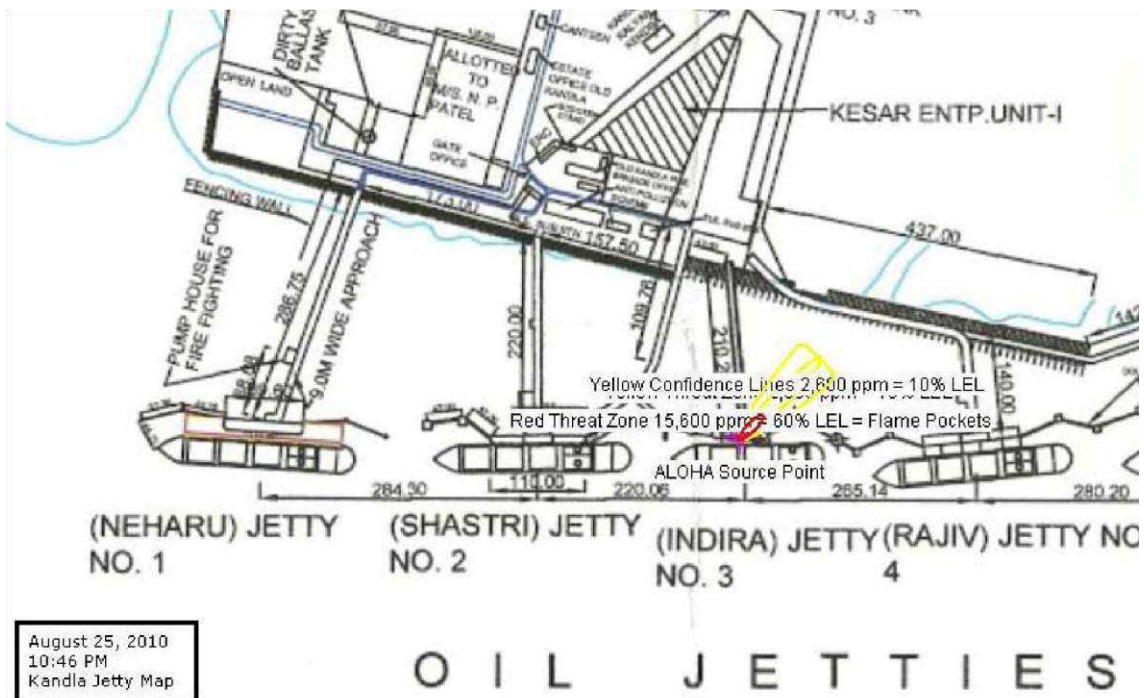 NO. 3
DIRTY
BALLAST
TANK
CANTEEN
ALLOTTED
TO
M/S. N. P.
PATEL
ESTATE
OFFICE OLD
KANDLA
OPEN LAND
KESAR ENTP.UNIT-I
GATE
OFFICE
FENCING WALL
157.50
437.00
PUMP HOUSE FOR
FIRE FIGHTING
286.75
9.0M WIDE APPROACH
220.00
109.76
210.2
140.00
Yellow Confidence Lines 2,600 ppm = 10% LEL
Red Threat Zone 15,600 ppm = 60% LEL = Flame Pockets
ALOHA Source Point
284.30
110.00
220.06
265.14
280.20
(NEHARU) JETTY
NO. 1
(SHASTRI) JETTY
NO. 2
(INDIRA) JETTY
NO. 3
(RAJIV) JETTY NO
4
August 25, 2010
10:46 PM
Kandla Jetty Map
OIL JETTIES